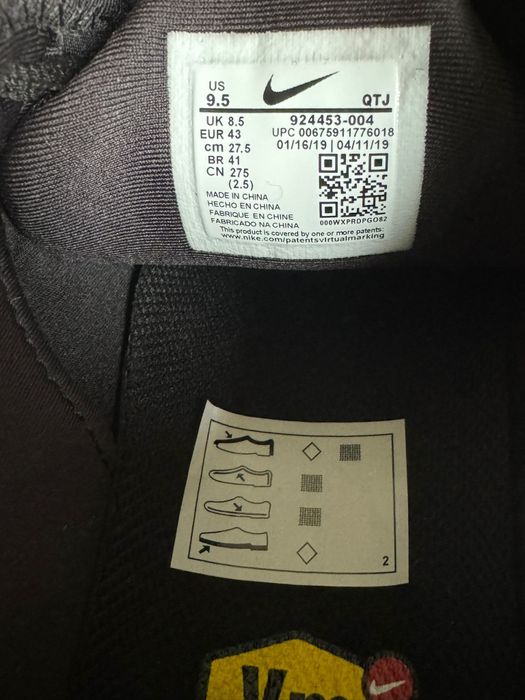 US
9.5
QTJ
UK 8.5
924453-004
EUR 43
UPC 00675911776018
cm 27.5
01/16/19 | 04/11/19
BR 41
CN 275
(2.5)
MADE IN CHINA
HECHO EN CHINA
FABRIQUE EN CHINE
FABRICADO NA CHINA
000WXPRDPGO82
This product is covered by one or more patents:
www.nike.com/patentsvirtualmarking
2